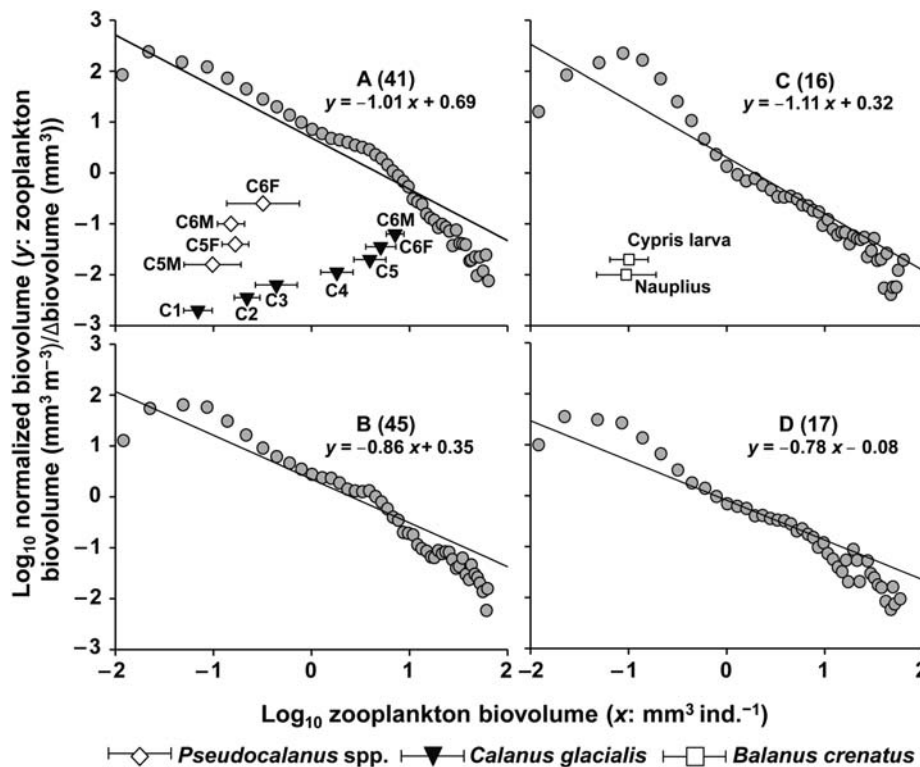 Log₁₀ normalized biovolume (y: zooplankton
biovolume (mm³ m−³)/Δbiovolume (mm³))
3
2
1
0
−1
−2
−3
A (41)
y = −1.01 x + 0.69
C6F
C6M
C5F
C5M
C6M
C6F
C5
C4
C3
C2
C1
C (16)
y = −1.11 x + 0.32
Cypris larva
Nauplius
2
1
0
−1
−2
−3
B (45)
y = −0.86 x + 0.35
D (17)
y = −0.78 x − 0.08
−2
−1
0
1
2
−1
0
1
2
Log₁₀ zooplankton biovolume (x: mm³ ind.⁻¹)
Pseudocalanus spp.
Calanus glacialis
Balanus crenatus